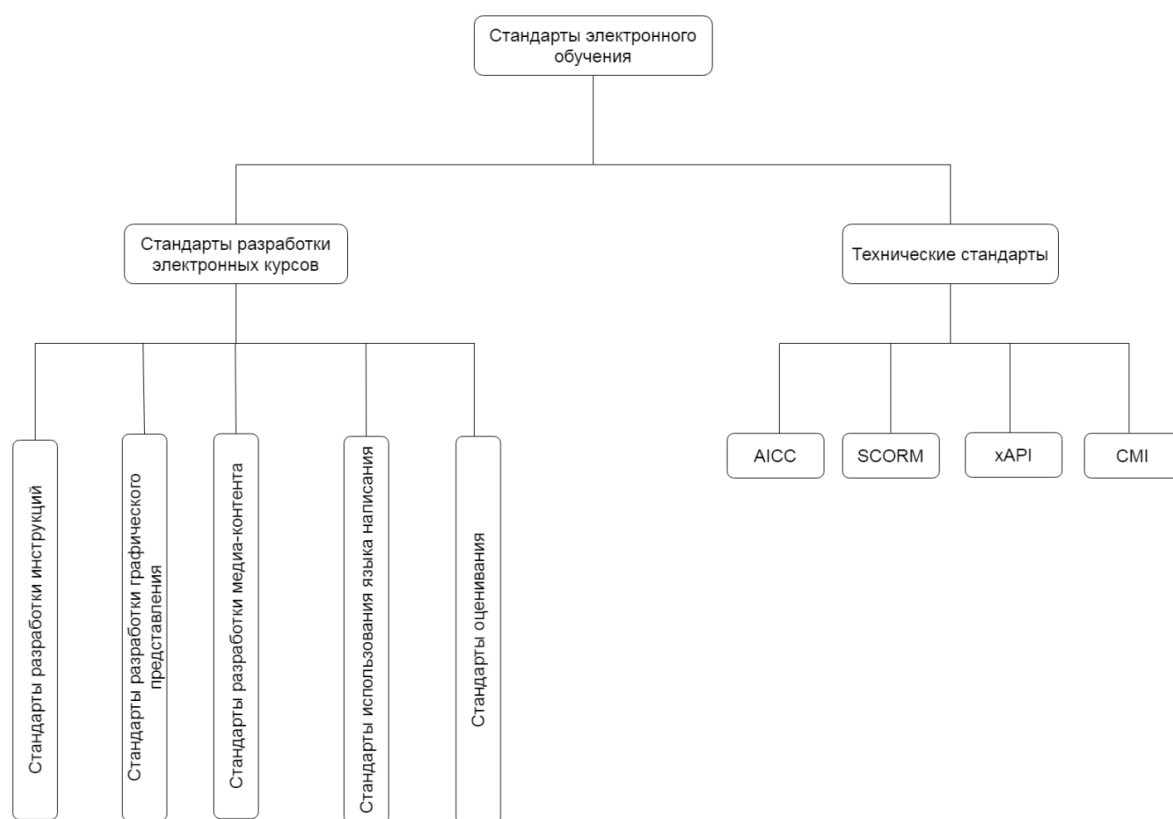 Стандарты электронного
обучения
Стандарты разработки
электронных курсов
Технические стандарты
Стандарты разработки инструкций
Стандарты разработки графического
представления
Стандарты разработки медиа-контента
Стандарты использования языка написания
Стандарты оценивания
AICC
SCORM
xAPI
CMI